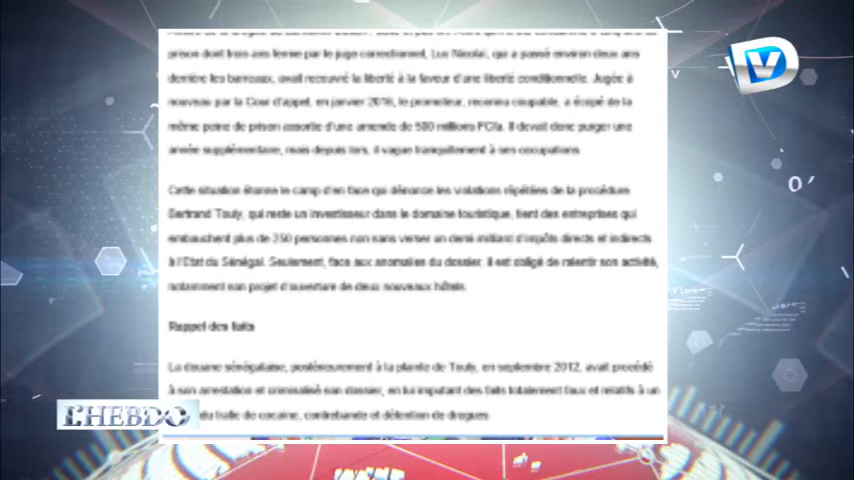 prison dont trois ans ferme par le juge correctionnel, Luc Nicolaï, qui a passé environ deux ans
derrière les barreaux, avait recouvré la liberté à la faveur d'une liberté conditionnelle. Jugée à
nouveau par la Cour d'appel, en janvier 2018, le promoteur, reconnu coupable, a écopé de la
même peine de prison assortie d'une amende de 500 millions FCfa. Il devait donc purger une
année supplémentaire, mais depuis lors, il vague tranquillement à ses occupations.
Cette situation étonne le camp d'en face qui dénonce les violations répétées de la procédure.
Bertrand Touly, qui reste un investisseur dans le domaine touristique, tient des entreprises qui
embauchent plus de 250 personnes non sans verser un demi-milliard d'impôts directs et indirects
à l'Etat du Sénégal. Seulement, face aux anomalies du dossier, il est obligé de ralentir son activité,
notamment son projet d'ouverture de deux nouveaux hôtels.
Rappel des faits
La douane sénégalaise, postérieurement à la plainte de Touly, en septembre 2012, avait procédé
à son arrestation et criminalisé son dossier, en lui imputant des faits totalement faux et relatifs à un
du trafic de cocaïne, contrebande et détention de drogues
L'HEBDO
DV